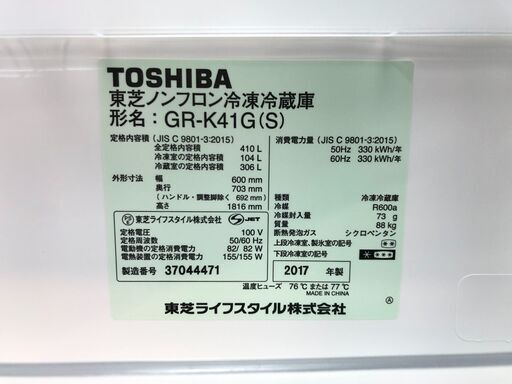 TOSHIBA
東芝ノンフロン冷凍冷蔵庫
形名：GR-K41G(S)
定格内容積（JIS C 9801-3:2015）
全定格内容積 410 L
冷凍室の定格内容積 104 L
冷蔵室の定格内容積 306 L
外形寸法 幅 600 mm
奥行 703 mm
（ハンドル・調整脚除く 692 mm）
高さ 1816 mm
東芝ライフスタイル株式会社 JET
定格電圧 100 V
定格周波数 50/60 Hz
電動機の定格消費電力 82/ 82 W
電熱装置の定格消費電力 155/155 W
製造番号 37044471
消費電力量（JIS C 9801-3:2015）
50Hz 330 kWh/年
60Hz 330 kWh/年
種類 冷凍冷蔵庫
冷媒 R600a
冷媒封入量 73 g
質量 88 kg
断熱発泡ガス シクロペンタン
上段冷凍室、製氷室の記号
下段冷凍室の記号
2017 年製
温度ヒューズ 76 ℃ または 77 ℃
MADE IN CHINA
Ⓐ
東芝ライフスタイル株式会社